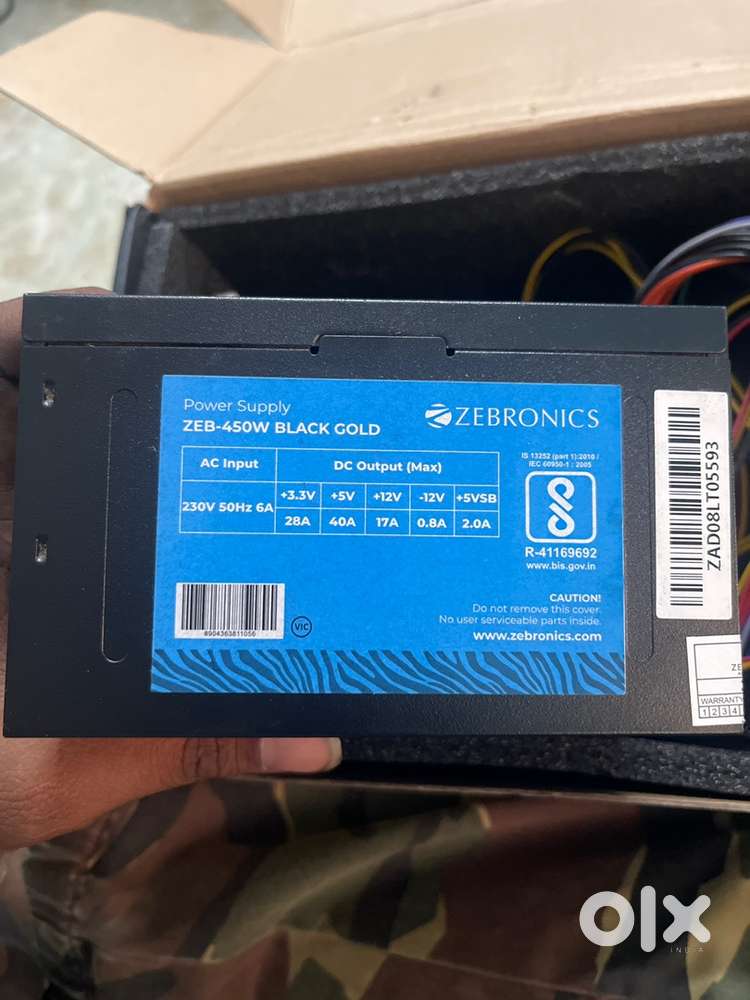 Power Supply
ZEB-450W BLACK GOLD
ZEBRONICS
AC Input DC Output (Max)
230V 50Hz 6A +3.3V +5V +12V -12V +5VSB
28A 40A 17A 0.8A 2.0A
IS 13252 (part 1):2010 /
IEC 60950-1 : 2005
R-41169692
www.bis.gov.in
CAUTION!
Do not remove this cover.
No user serviceable parts inside.
www.zebronics.com
8904363811056
VIC
ZAD08LT05593
ZE
WARRANTY
1 2 3 4
olx
INDIA